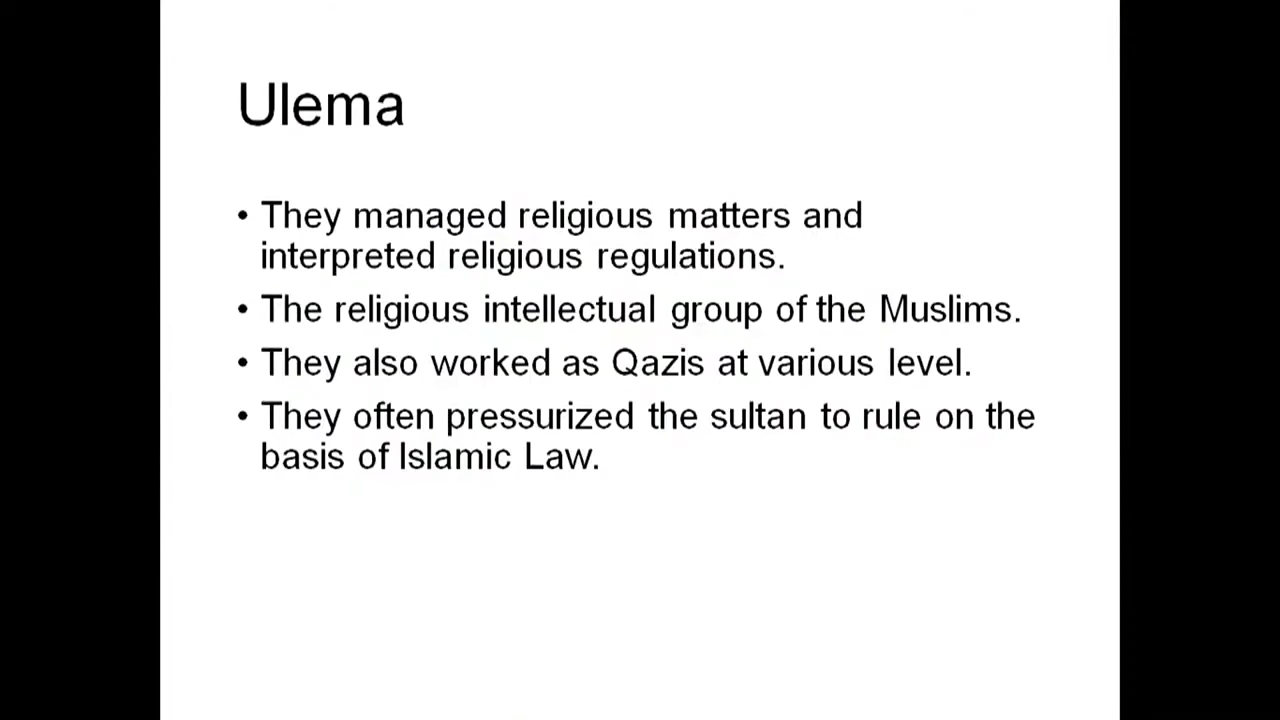 Ulema
• They managed religious matters and
interpreted religious regulations.
• The religious intellectual group of the Muslims.
• They also worked as Qazis at various level.
• They often pressurized the sultan to rule on the
basis of Islamic Law.